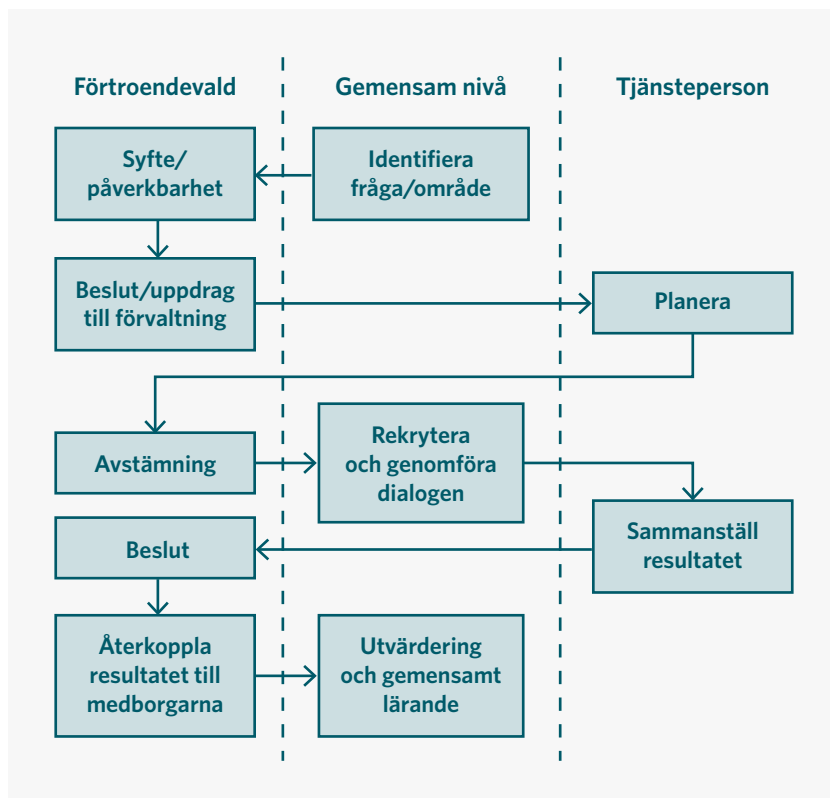 Förtroendevald
Gemensam nivå
Tjänsteperson
Syfte/
påverkbarhet
Identifiera
fråga/område
Beslut/uppdrag
till förvaltning
Planera
Avstämning
Rekrytera
och genomföra
dialogen
Sammanställ
resultatet
Beslut
Återkoppla
resultatet till
medborgarna
Utvärdering
och gemensamt
lärande